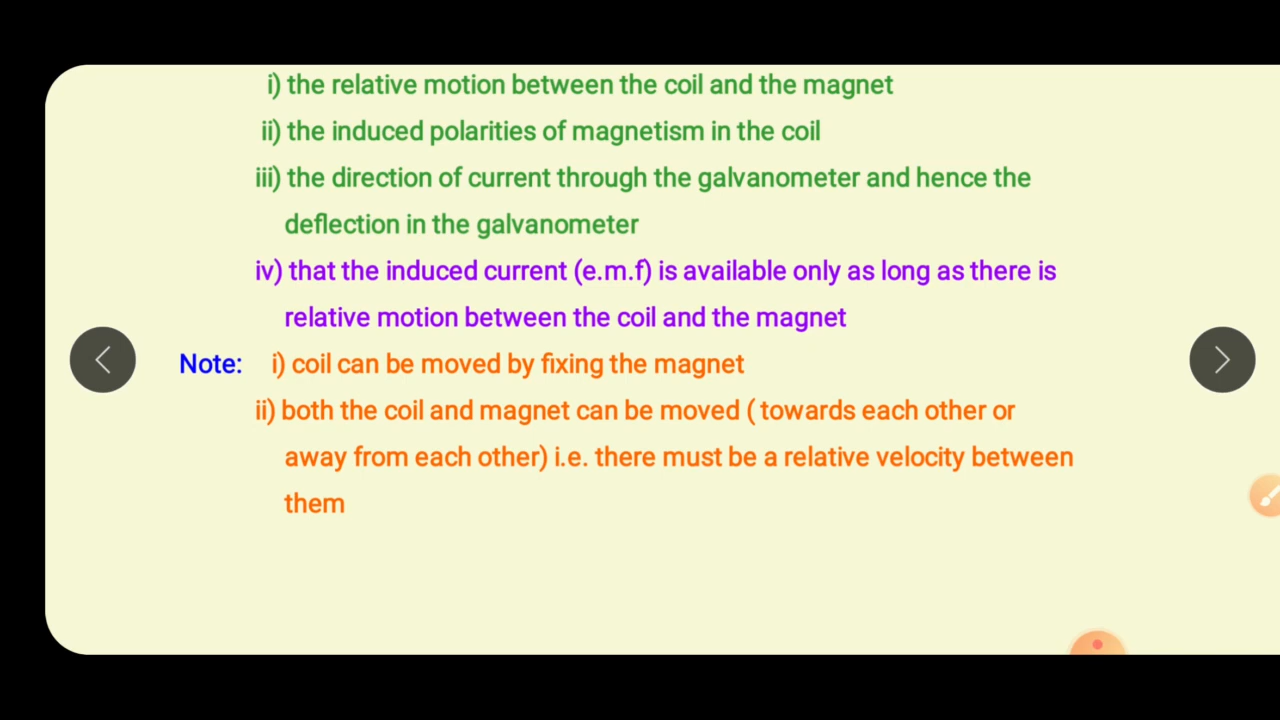 i) the relative motion between the coil and the magnet
ii) the induced polarities of magnetism in the coil
iii) the direction of current through the galvanometer and hence the
deflection in the galvanometer
iv) that the induced current (e.m.f) is available only as long as there is
relative motion between the coil and the magnet
Note: i) coil can be moved by fixing the magnet
ii) both the coil and magnet can be moved ( towards each other or
away from each other) i.e. there must be a relative velocity between
them